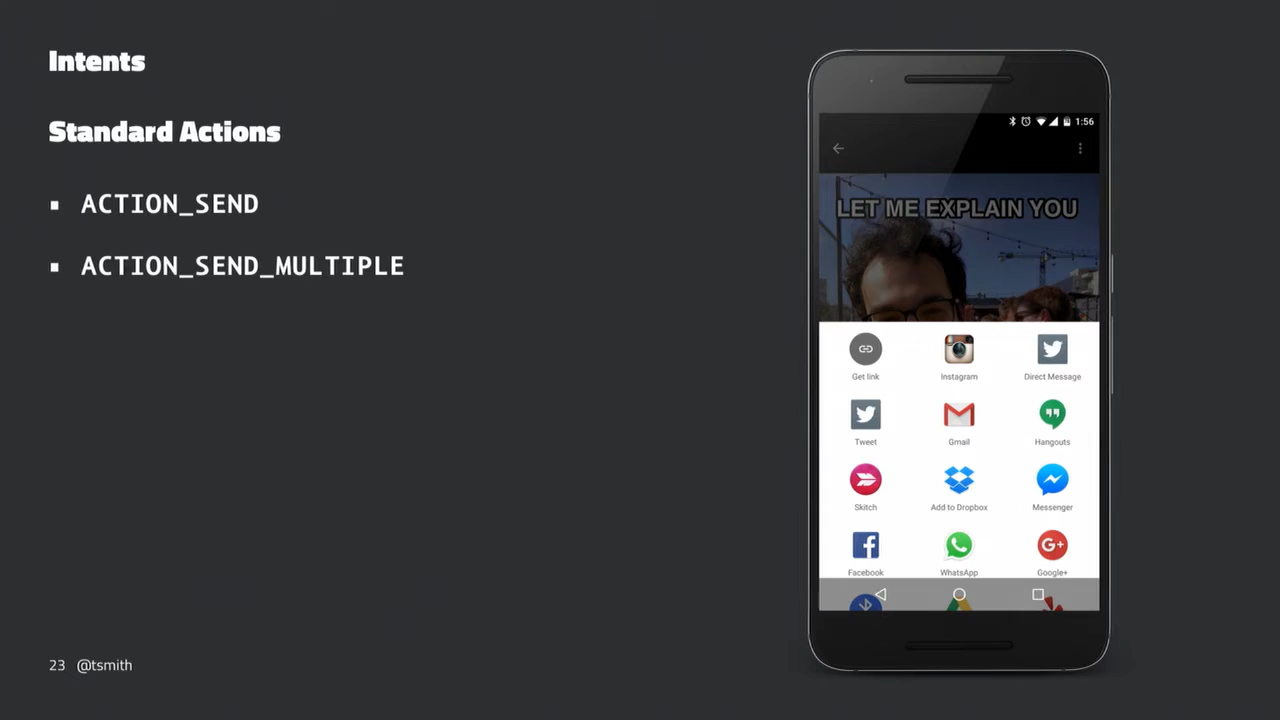 Intents
Standard Actions
▪ ACTION_SEND
▪ ACTION_SEND_MULTIPLE
23 @tsmith
1:56
LET ME EXPLAIN YOU
Get link Instagram Direct Message
Tweet Gmail Hangouts
Skitch Add to Dropbox Messenger
Facebook WhatsApp Google+